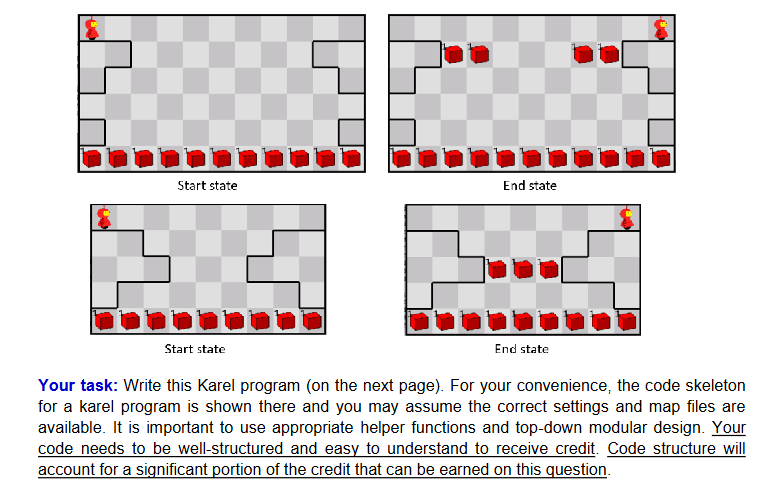 Start state
End state
Start state
End state
Your task: Write this Karel program (on the next page). For your convenience, the code skeleton
for a karel program is shown there and you may assume the correct settings and map files are
available. It is important to use appropriate helper functions and top-down modular design. Your
code needs to be well-structured and easy to understand to receive credit. Code structure will
account for a significant portion of the credit that can be earned on this question.